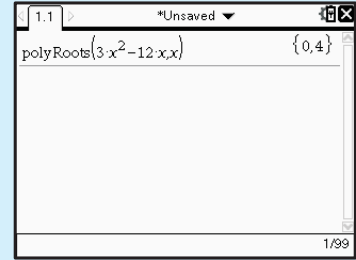 1.1 *Unsaved
polyRoots(3·x²−12·x,x) {0,4}
1/99